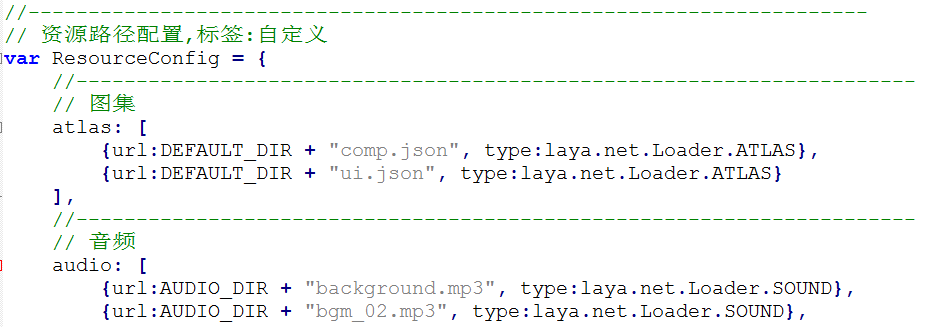 //----------------------------------------------------------------------
// 资源路径配置,标签:自定义
var ResourceConfig = {
    //----------------------------------------------------------------------
    // 图集
    atlas: [
        {url:DEFAULT_DIR + "comp.json", type:laya.net.Loader.ATLAS},
        {url:DEFAULT_DIR + "ui.json", type:laya.net.Loader.ATLAS}
    ],
    //----------------------------------------------------------------------
    // 音频
    audio: [
        {url:AUDIO_DIR + "background.mp3", type:laya.net.Loader.SOUND},
        {url:AUDIO_DIR + "bgm_02.mp3", type:laya.net.Loader.SOUND},